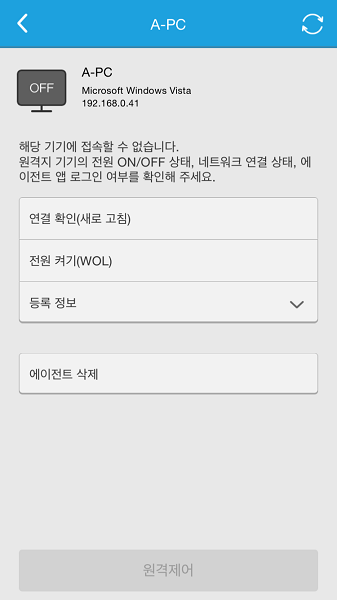 A-PC
OFF
A-PC
Microsoft Windows Vista
192.168.0.41
해당 기기에 접속할 수 없습니다.
원격지 기기의 전원 ON/OFF 상태, 네트워크 연결 상태, 에
이전트 앱 로그인 여부를 확인해 주세요.
연결 확인(새로 고침)
전원 켜기(WOL)
등록 정보
에이전트 삭제
원격제어